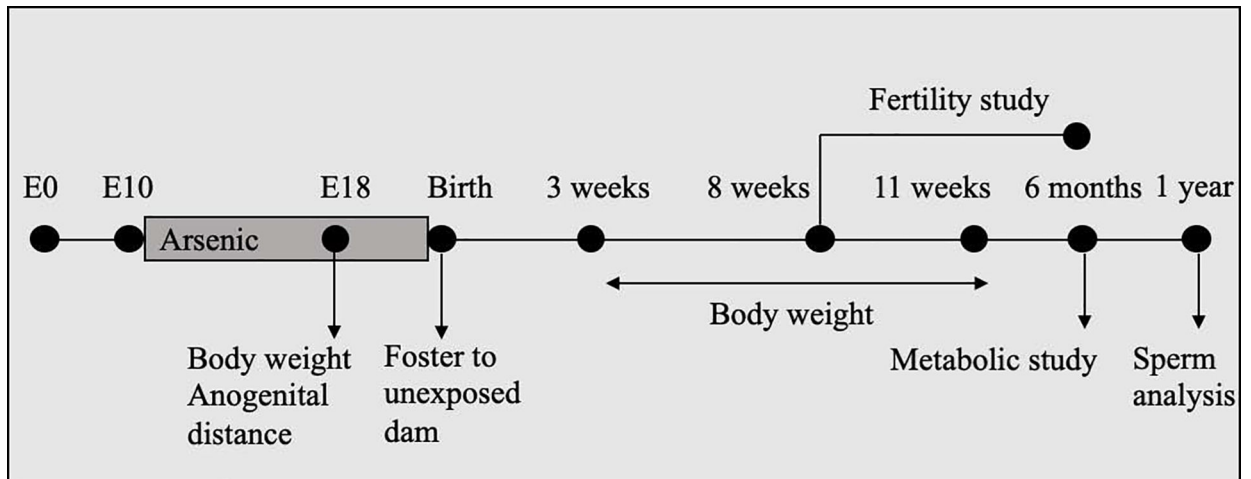 Fertility study
E0 E10 E18 Birth 3 weeks 8 weeks 11 weeks 6 months 1 year
Arsenic
Body weight
Body weight
Anogenital
distance
Foster to
unexposed
dam
Metabolic study
Sperm
analysis